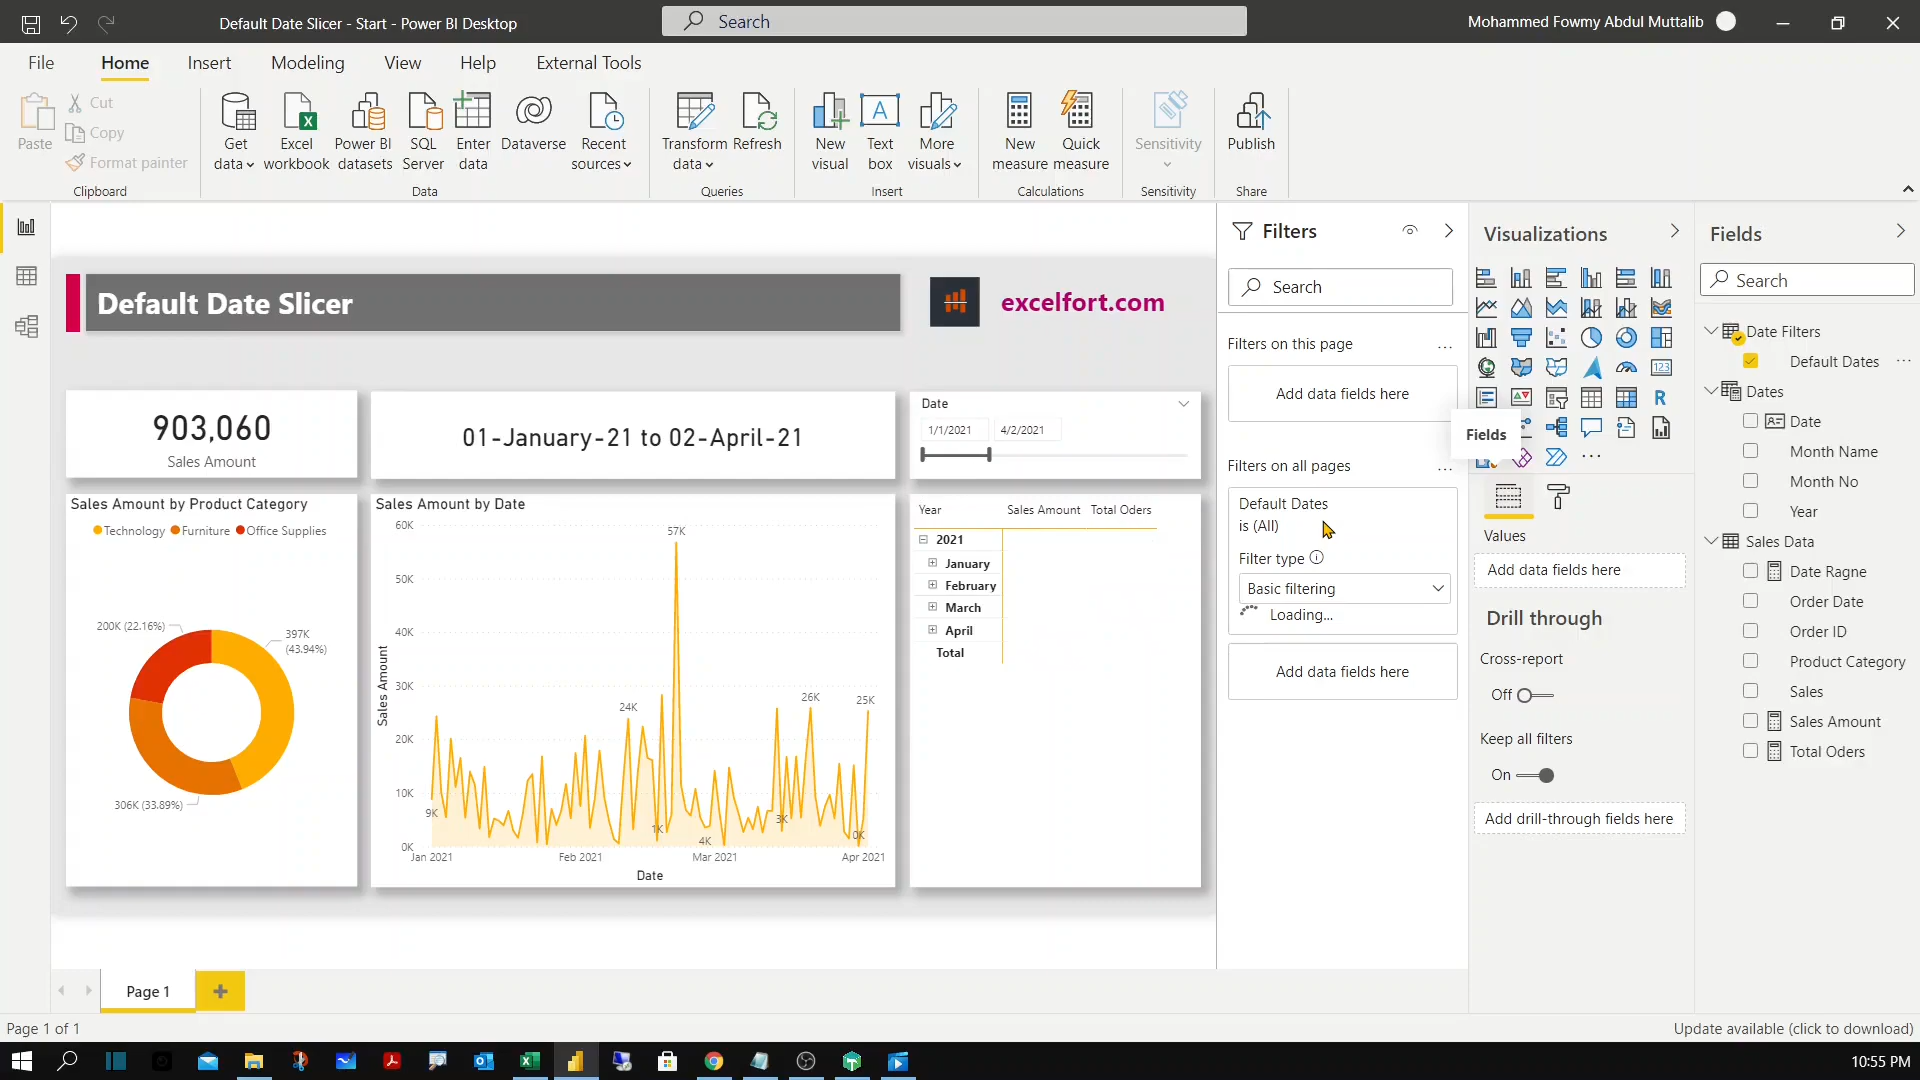 Default Date Slicer - Start - Power BI Desktop
Search
Mohammed Fowmy Abdul Muttalib
File
Home
Insert
Modeling
View
Help
External Tools
Paste
Cut
Copy
Format painter
Clipboard
Get
data
Excel
workbook
Power BI
datasets
SQL
Server
Enter
data
Dataverse
Recent
sources
Data
Transform
data
Refresh
Queries
New
visual
Text
box
More
visuals
Insert
New
measure
Quick
measure
Calculations
Sensitivity
Sensitivity
Publish
Share
Default Date Slicer
excelfort.com
903,060
Sales Amount
01-January-21 to 02-April-21
Date
1/1/2021
4/2/2021
Sales Amount by Product Category
Technology
Furniture
Office Supplies
200K (22.16%)
397K
(43.94%)
306K (33.89%)
Sales Amount by Date
Sales Amount
60K
50K
40K
30K
20K
10K
0K
57K
24K
26K
25K
9K
1K
4K
3K
0K
Jan 2021
Feb 2021
Mar 2021
Apr 2021
Date
Year
Sales Amount
Total Orders
2021
January
February
March
April
Total
Filters
Search
Filters on this page
...
Add data fields here
Filters on all pages
...
Default Dates
is (All)
Filter type
Basic filtering
Loading...
Add data fields here
Visualizations
R
123
Fields
...
Values
Add data fields here
Drill through
Cross-report
Off
Keep all filters
On
Add drill-through fields here
Fields
Search
Date Filters
Default Dates
...
Dates
Date
Month Name
Month No
Year
Sales Data
Date Ragne
Order Date
Order ID
Product Category
Sales
Sales Amount
Total Oders
Page 1
+
Page 1 of 1
Update available (click to download)
10:55 PM